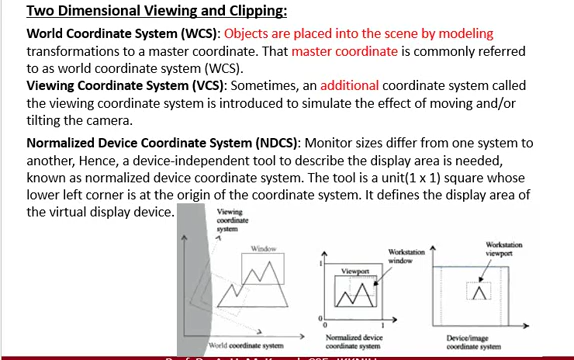 Two Dimensional Viewing and Clipping:
World Coordinate System (WCS): Objects are placed into the scene by modeling
transformations to a master coordinate. That master coordinate is commonly referred
to as world coordinate system (WCS).
Viewing Coordinate System (VCS): Sometimes, an additional coordinate system called
the viewing coordinate system is introduced to simulate the effect of moving and/or
tilting the camera.
Normalized Device Coordinate System (NDCS): Monitor sizes differ from one system to
another, Hence, a device-independent tool to describe the display area is needed,
known as normalized device coordinate system. The tool is a unit(1 x 1) square whose
lower left corner is at the origin of the coordinate system. It defines the display area of
the virtual display device.
Viewing
coordinate
system
Window
World coordinate system
1
Viewport
Workstation
window
0
0 1
Normalized device
coordinate system
Workstation
viewport
Device/image
coordinate system